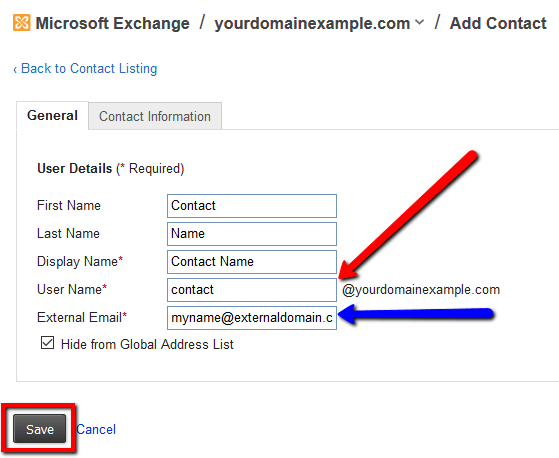 Microsoft Exchange / yourdomainexample.com / Add Contact
‹ Back to Contact Listing
General Contact Information
User Details (* Required)
First Name Contact
Last Name Name
Display Name* Contact Name
User Name* contact @yourdomainexample.com
External Email* myname@externaldomain.c
Hide from Global Address List
Save Cancel